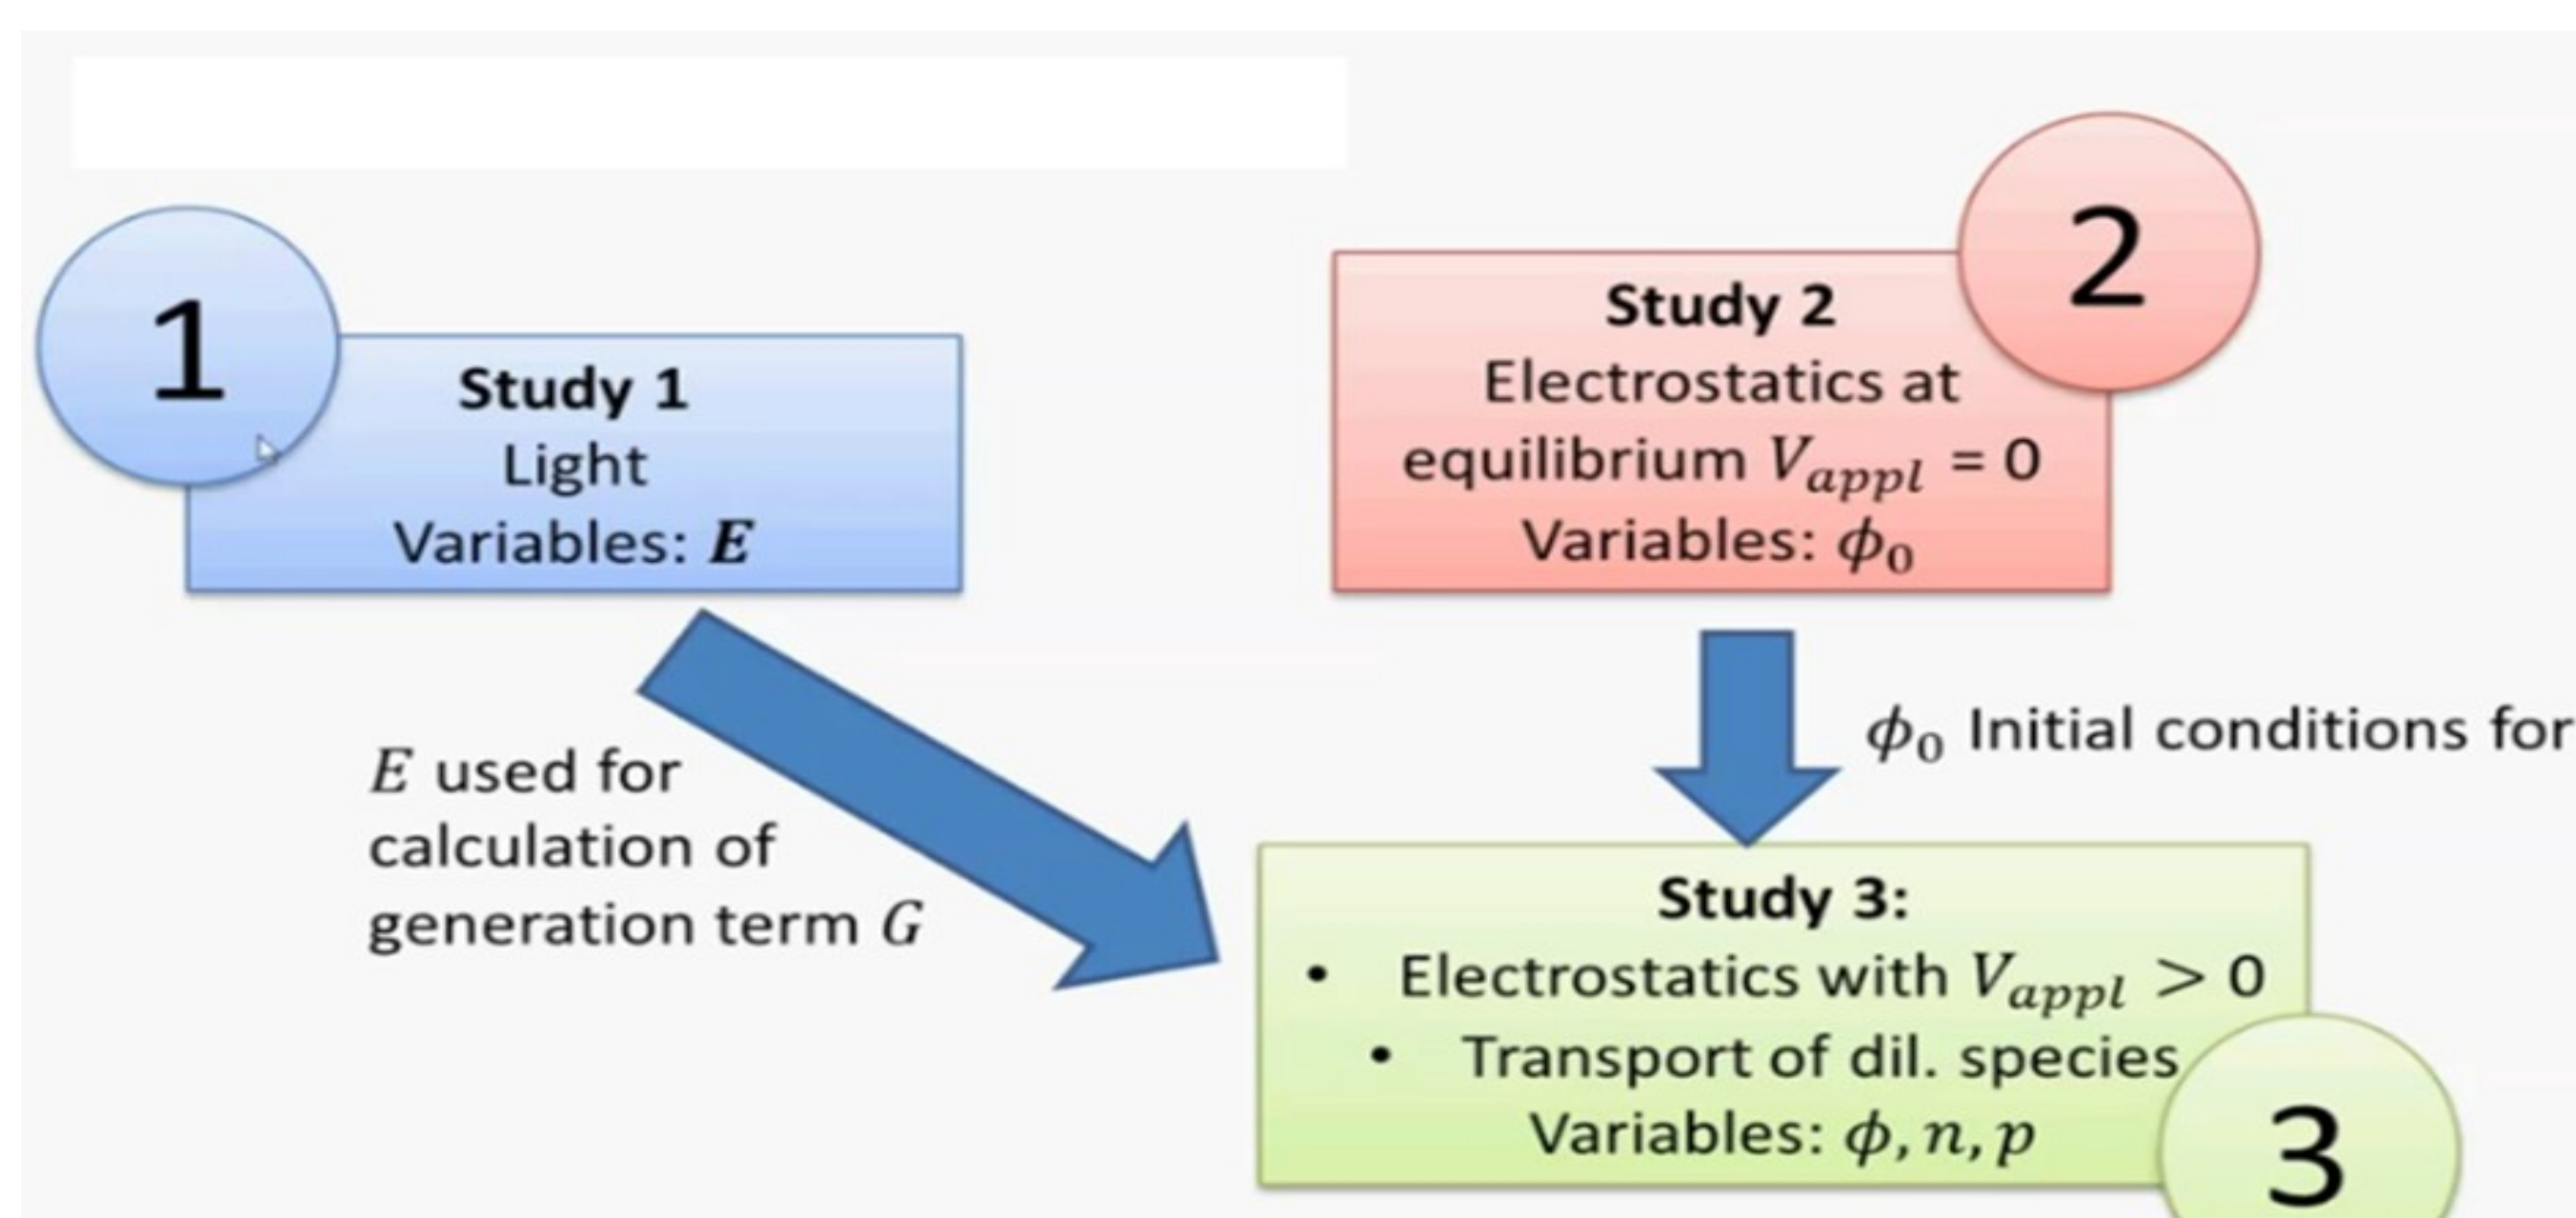 1
Study 1
Light
Variables: E
2
Study 2
Electrostatics at
equilibrium V_appl = 0
Variables: ϕ₀
E used for
calculation of
generation term G
ϕ₀ Initial conditions for
Study 3:
• Electrostatics with V_appl > 0
• Transport of dil. species
Variables: ϕ, n, p
3